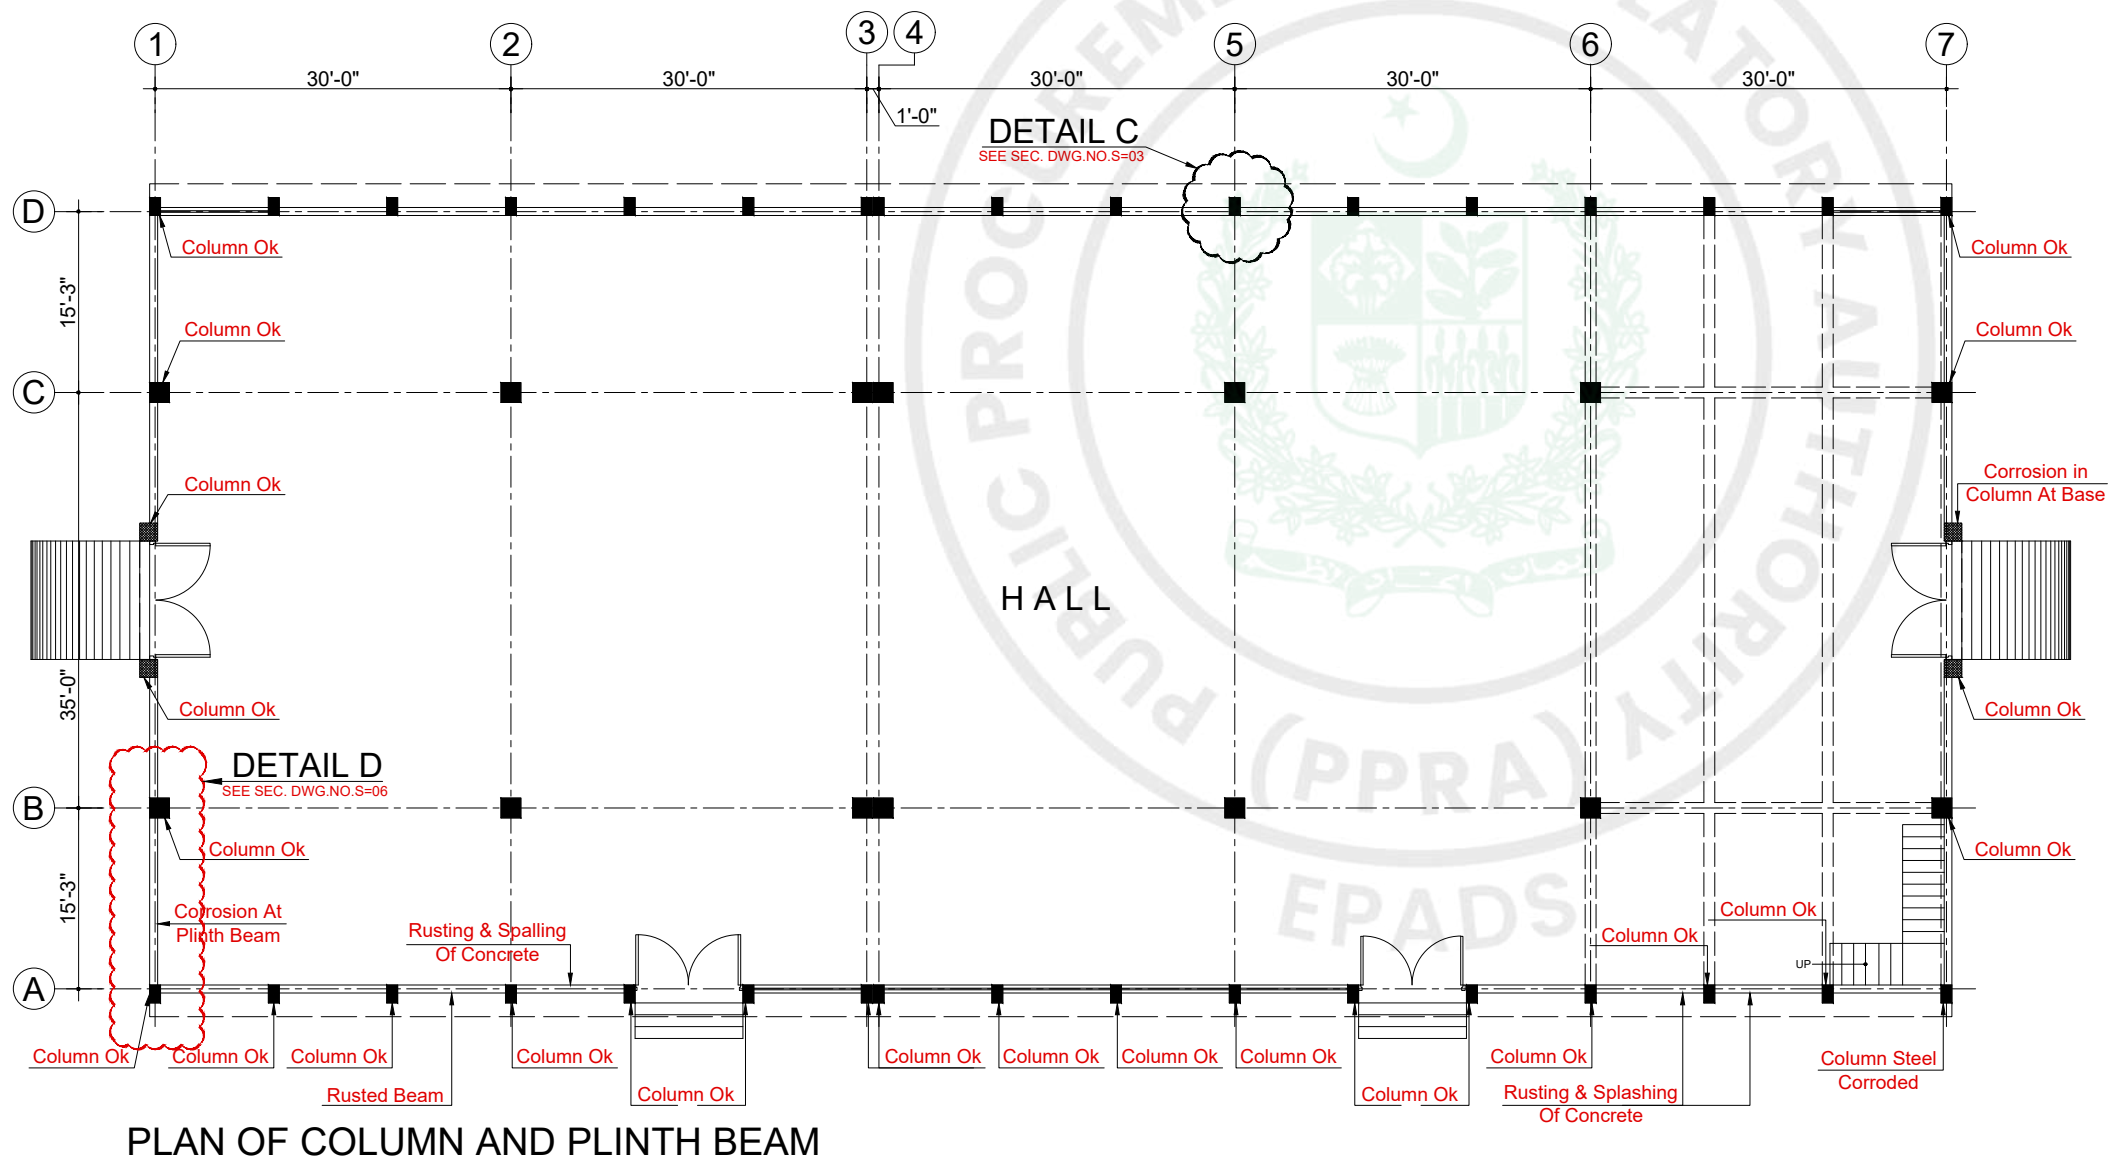 1 2 3 4 5 6 7
30'-0" 30'-0" 30'-0" 30'-0" 30'-0"
1'-0"
DETAIL C
SEE SEC. DWG.NO.S=03
D
Column Ok
Column Ok
15'-3"
Column Ok
Column Ok
C
Column Ok
Corrosion in
Column At Base
HALL
35'-0"
Column Ok
Column Ok
DETAIL D
SEE SEC. DWG.NO.S=06
B
Column Ok
Column Ok
15'-3"
Corrosion At
Plinth Beam
Rusting & Spalling
Of Concrete
Column Ok
Column Ok
UP
A
Column Ok Column Ok Column Ok Column Ok Column Ok Column Ok Column Ok Column Ok Column Ok
Column Steel
Corroded
Rusted Beam
Column Ok
Column Ok
Rusting & Splashing
Of Concrete
PLAN OF COLUMN AND PLINTH BEAM
PUBLIC PROCUREMENT REGULATORY AUTHORITY
(PPRA)
EPADS